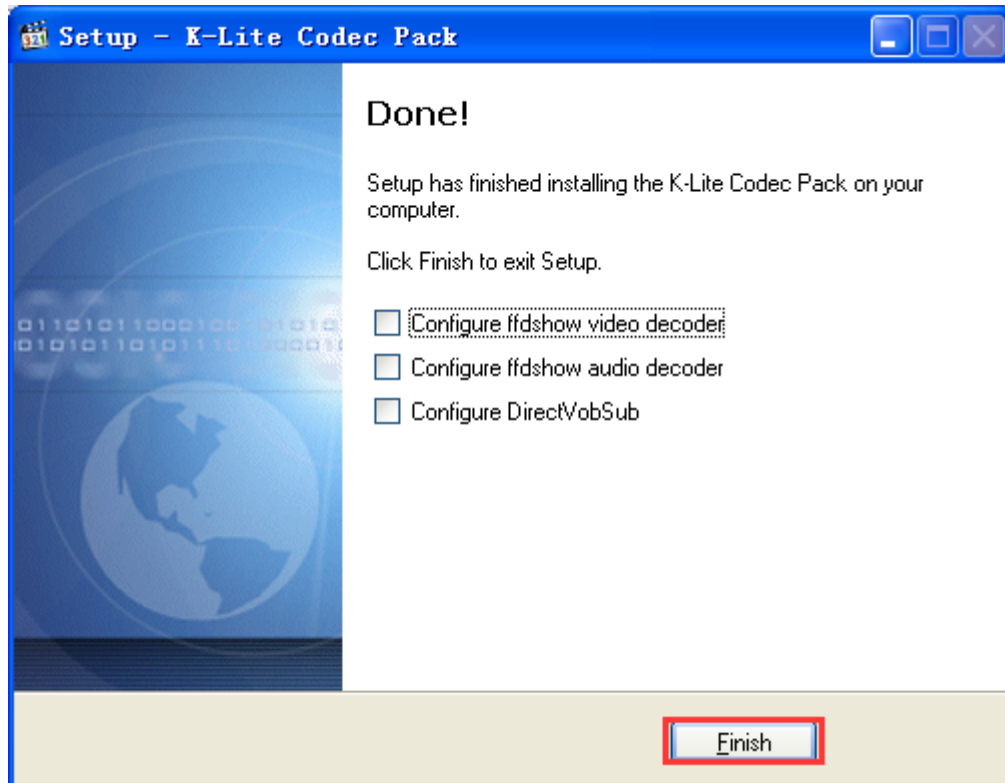 Setup - K-Lite Codec Pack
Done!
Setup has finished installing the K-Lite Codec Pack on your
computer.
Click Finish to exit Setup.
Configure ffdshow video decoder
Configure ffdshow audio decoder
Configure DirectVobSub
Finish